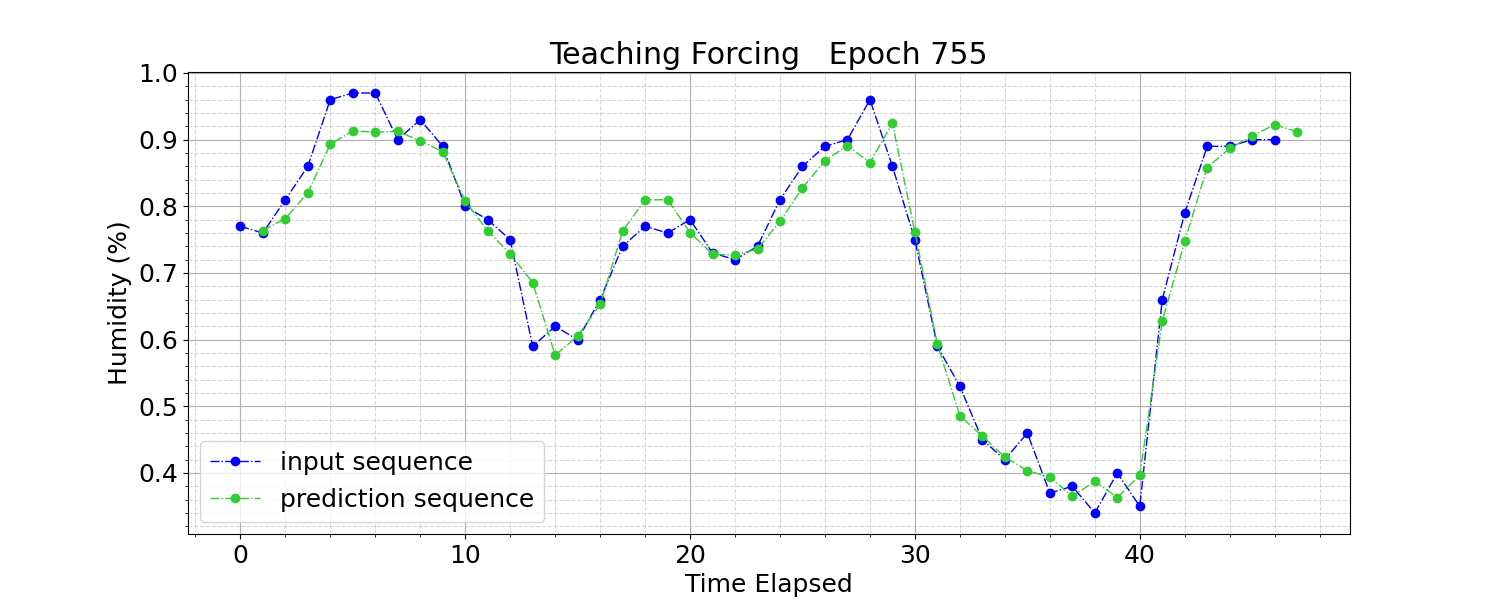 Teaching Forcing   Epoch 755
Humidity (%)
1.0
0.9
0.8
0.7
0.6
0.5
0.4
input sequence
prediction sequence
0 10 20 30 40
Time Elapsed